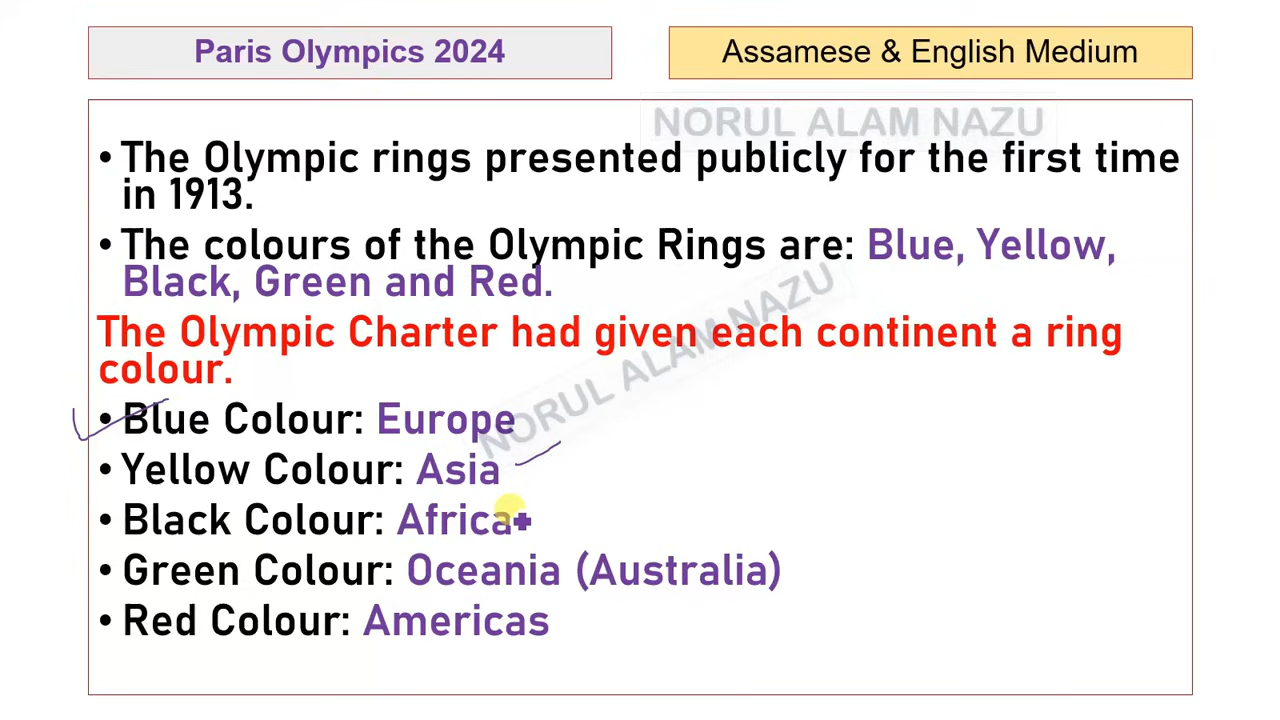 Paris Olympics 2024
Assamese & English Medium
NORUL ALAM NAZU
• The Olympic rings presented publicly for the first time
in 1913.
• The colours of the Olympic Rings are: Blue, Yellow,
Black, Green and Red.
The Olympic Charter had given each continent a ring
colour.
• Blue Colour: Europe
• Yellow Colour: Asia
• Black Colour: Africa
• Green Colour: Oceania (Australia)
• Red Colour: Americas
NORUL ALAM NAZU